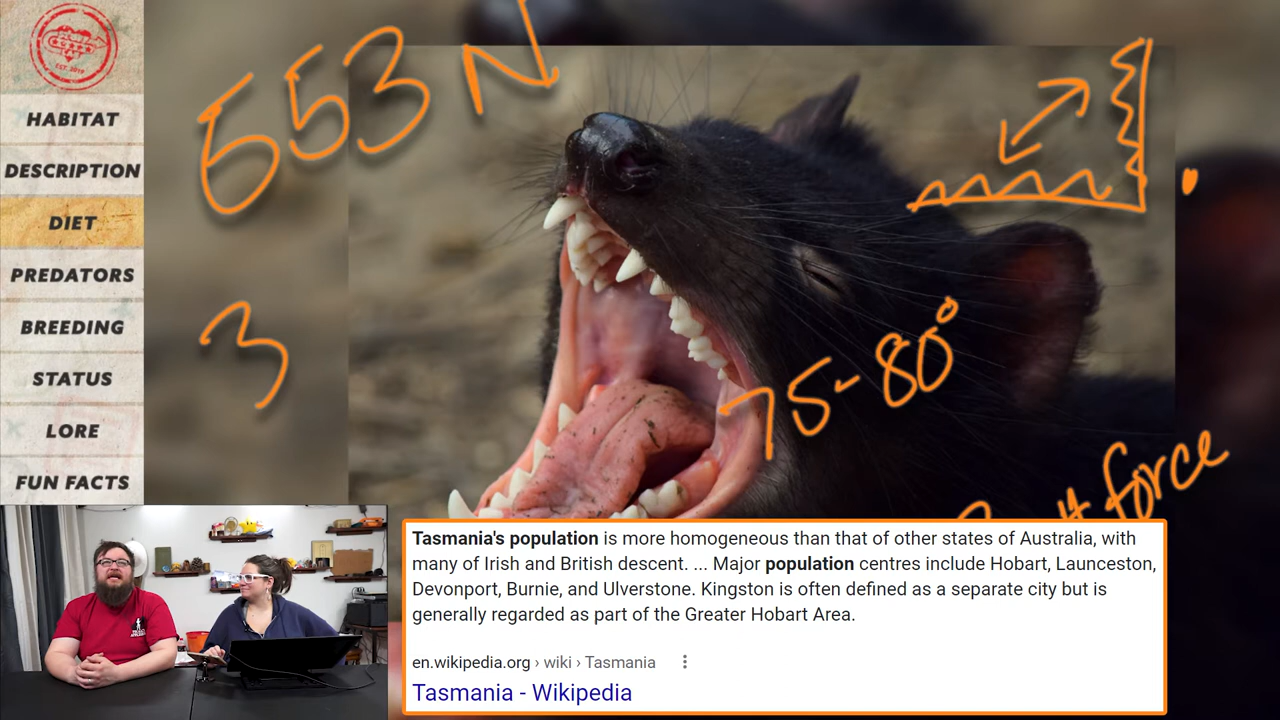 EST. 2019
HABITAT
DESCRIPTION
DIET
PREDATORS
BREEDING
STATUS
LORE
FUN FACTS
553 N
3
75-80°
force
Tasmania's population is more homogeneous than that of other states of Australia, with
many of Irish and British descent. ... Major population centres include Hobart, Launceston,
Devonport, Burnie, and Ulverstone. Kingston is often defined as a separate city but is
generally regarded as part of the Greater Hobart Area.
en.wikipedia.org › wiki › Tasmania
Tasmania - Wikipedia